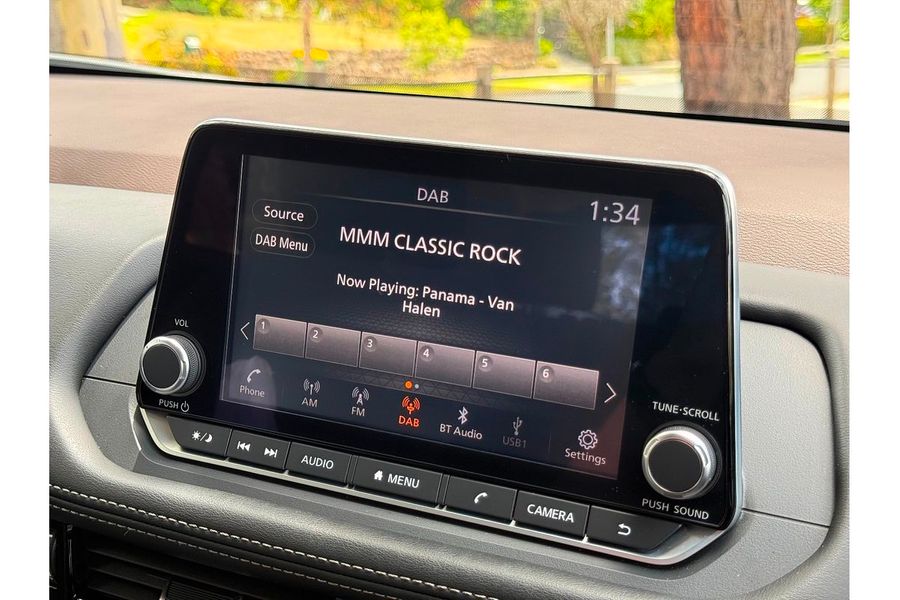 DAB
1:34
Source
DAB Menu
MMM CLASSIC ROCK
Now Playing: Panama - Van
Halen
1 2 3 4 5 6
Phone
AM
FM
DAB
BT Audio
USB1
Settings
VOL
PUSH
TUNE·SCROLL
PUSH SOUND
AUDIO
MENU
CAMERA